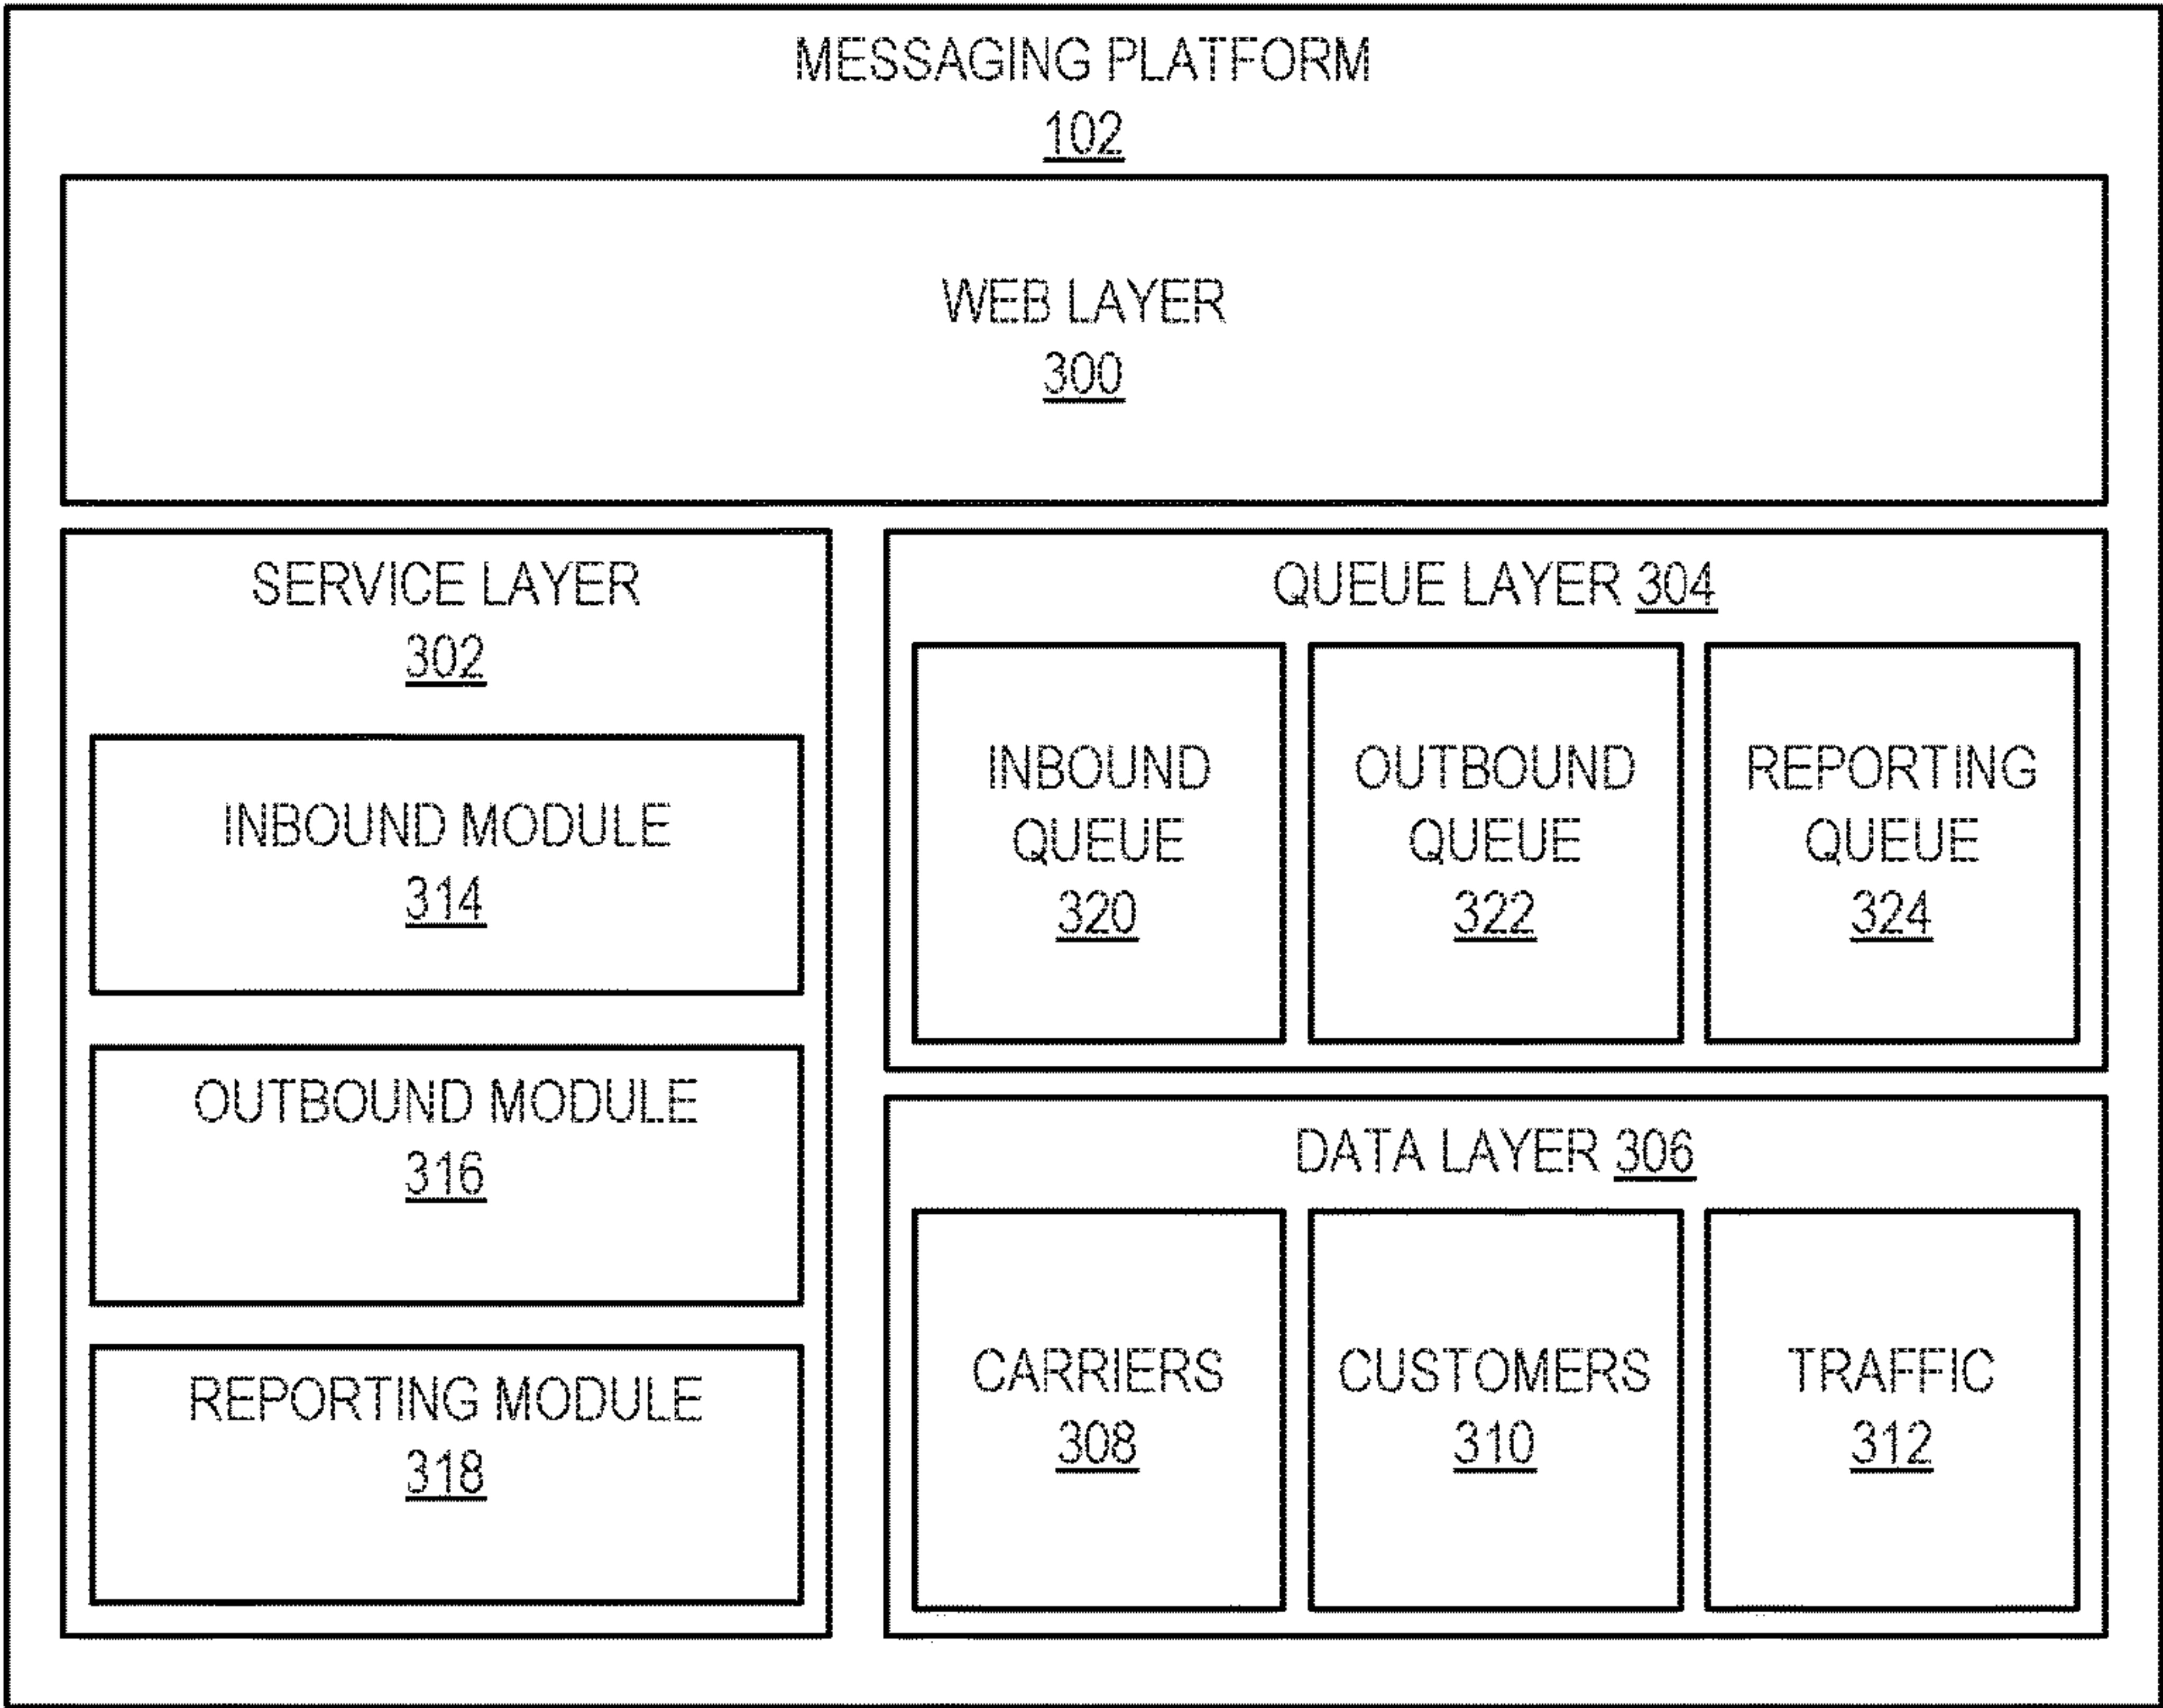 MESSAGING PLATFORM
102
WEB LAYER
300
SERVICE LAYER
302
INBOUND MODULE
314
OUTBOUND MODULE
316
REPORTING MODULE
318
QUEUE LAYER 304
INBOUND
QUEUE
320
OUTBOUND
QUEUE
322
REPORTING
QUEUE
324
DATA LAYER 306
CARRIERS
308
CUSTOMERS
310
TRAFFIC
312